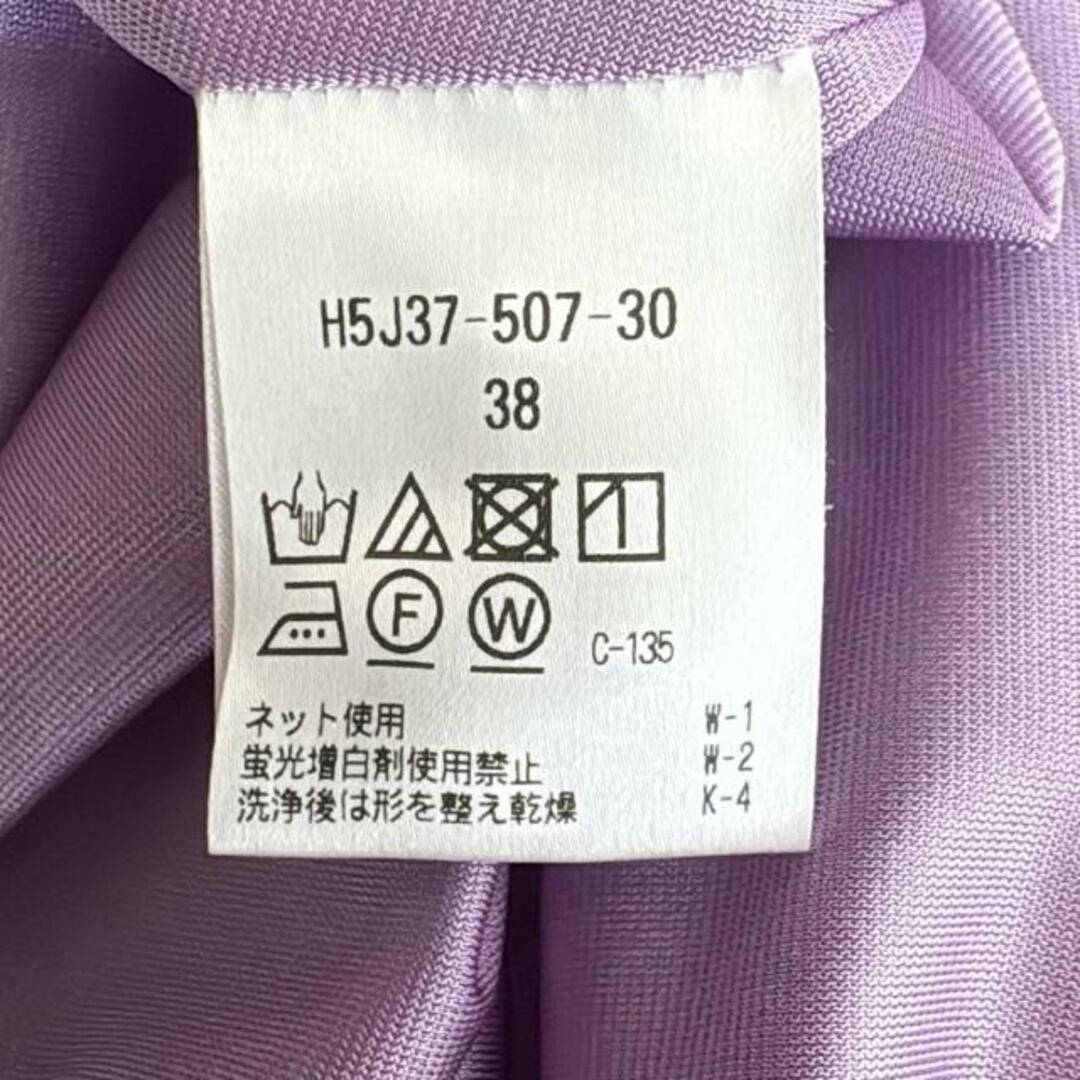 H5J37-507-30
38
F W C-135
ネット使用 W-1
蛍光増白剤使用禁止 W-2
洗浄後は形を整え乾燥 K-4